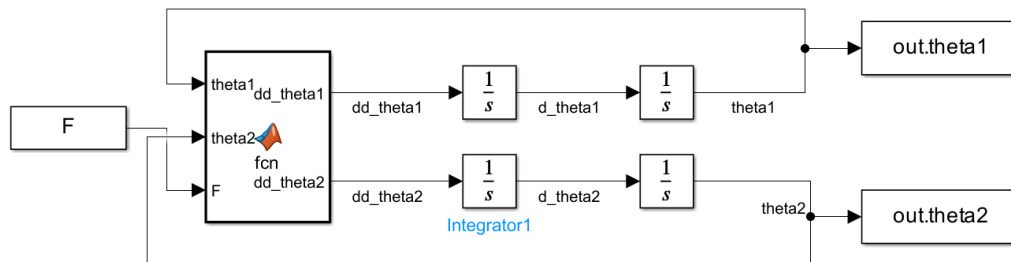 out.theta1
theta1
dd_theta1
1
s
1
s
dd_theta1
d_theta1
theta1
F
theta2
fcn
F
dd_theta2
1
s
1
s
dd_theta2
d_theta2
theta2
out.theta2
Integrator1